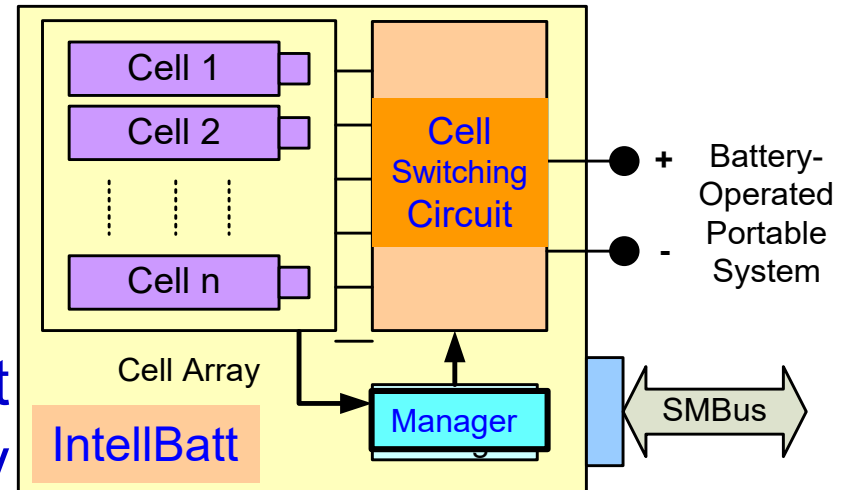 Cell 1
Cell 2
Cell n
Cell
Switching
Circuit
+
-
Battery-
Operated
Portable
System
Cell Array
Manager
SMBus
IntellBatt
t
y